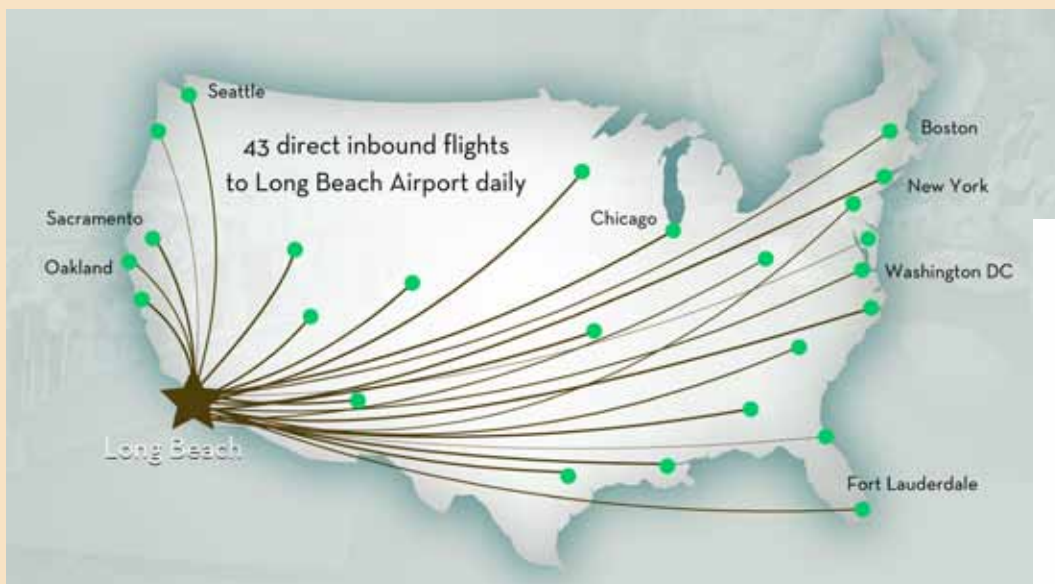 Seattle
43 direct inbound flights
to Long Beach Airport daily
Boston
New York
Sacramento
Chicago
Oakland
Washington DC
Long Beach
Fort Lauderdale